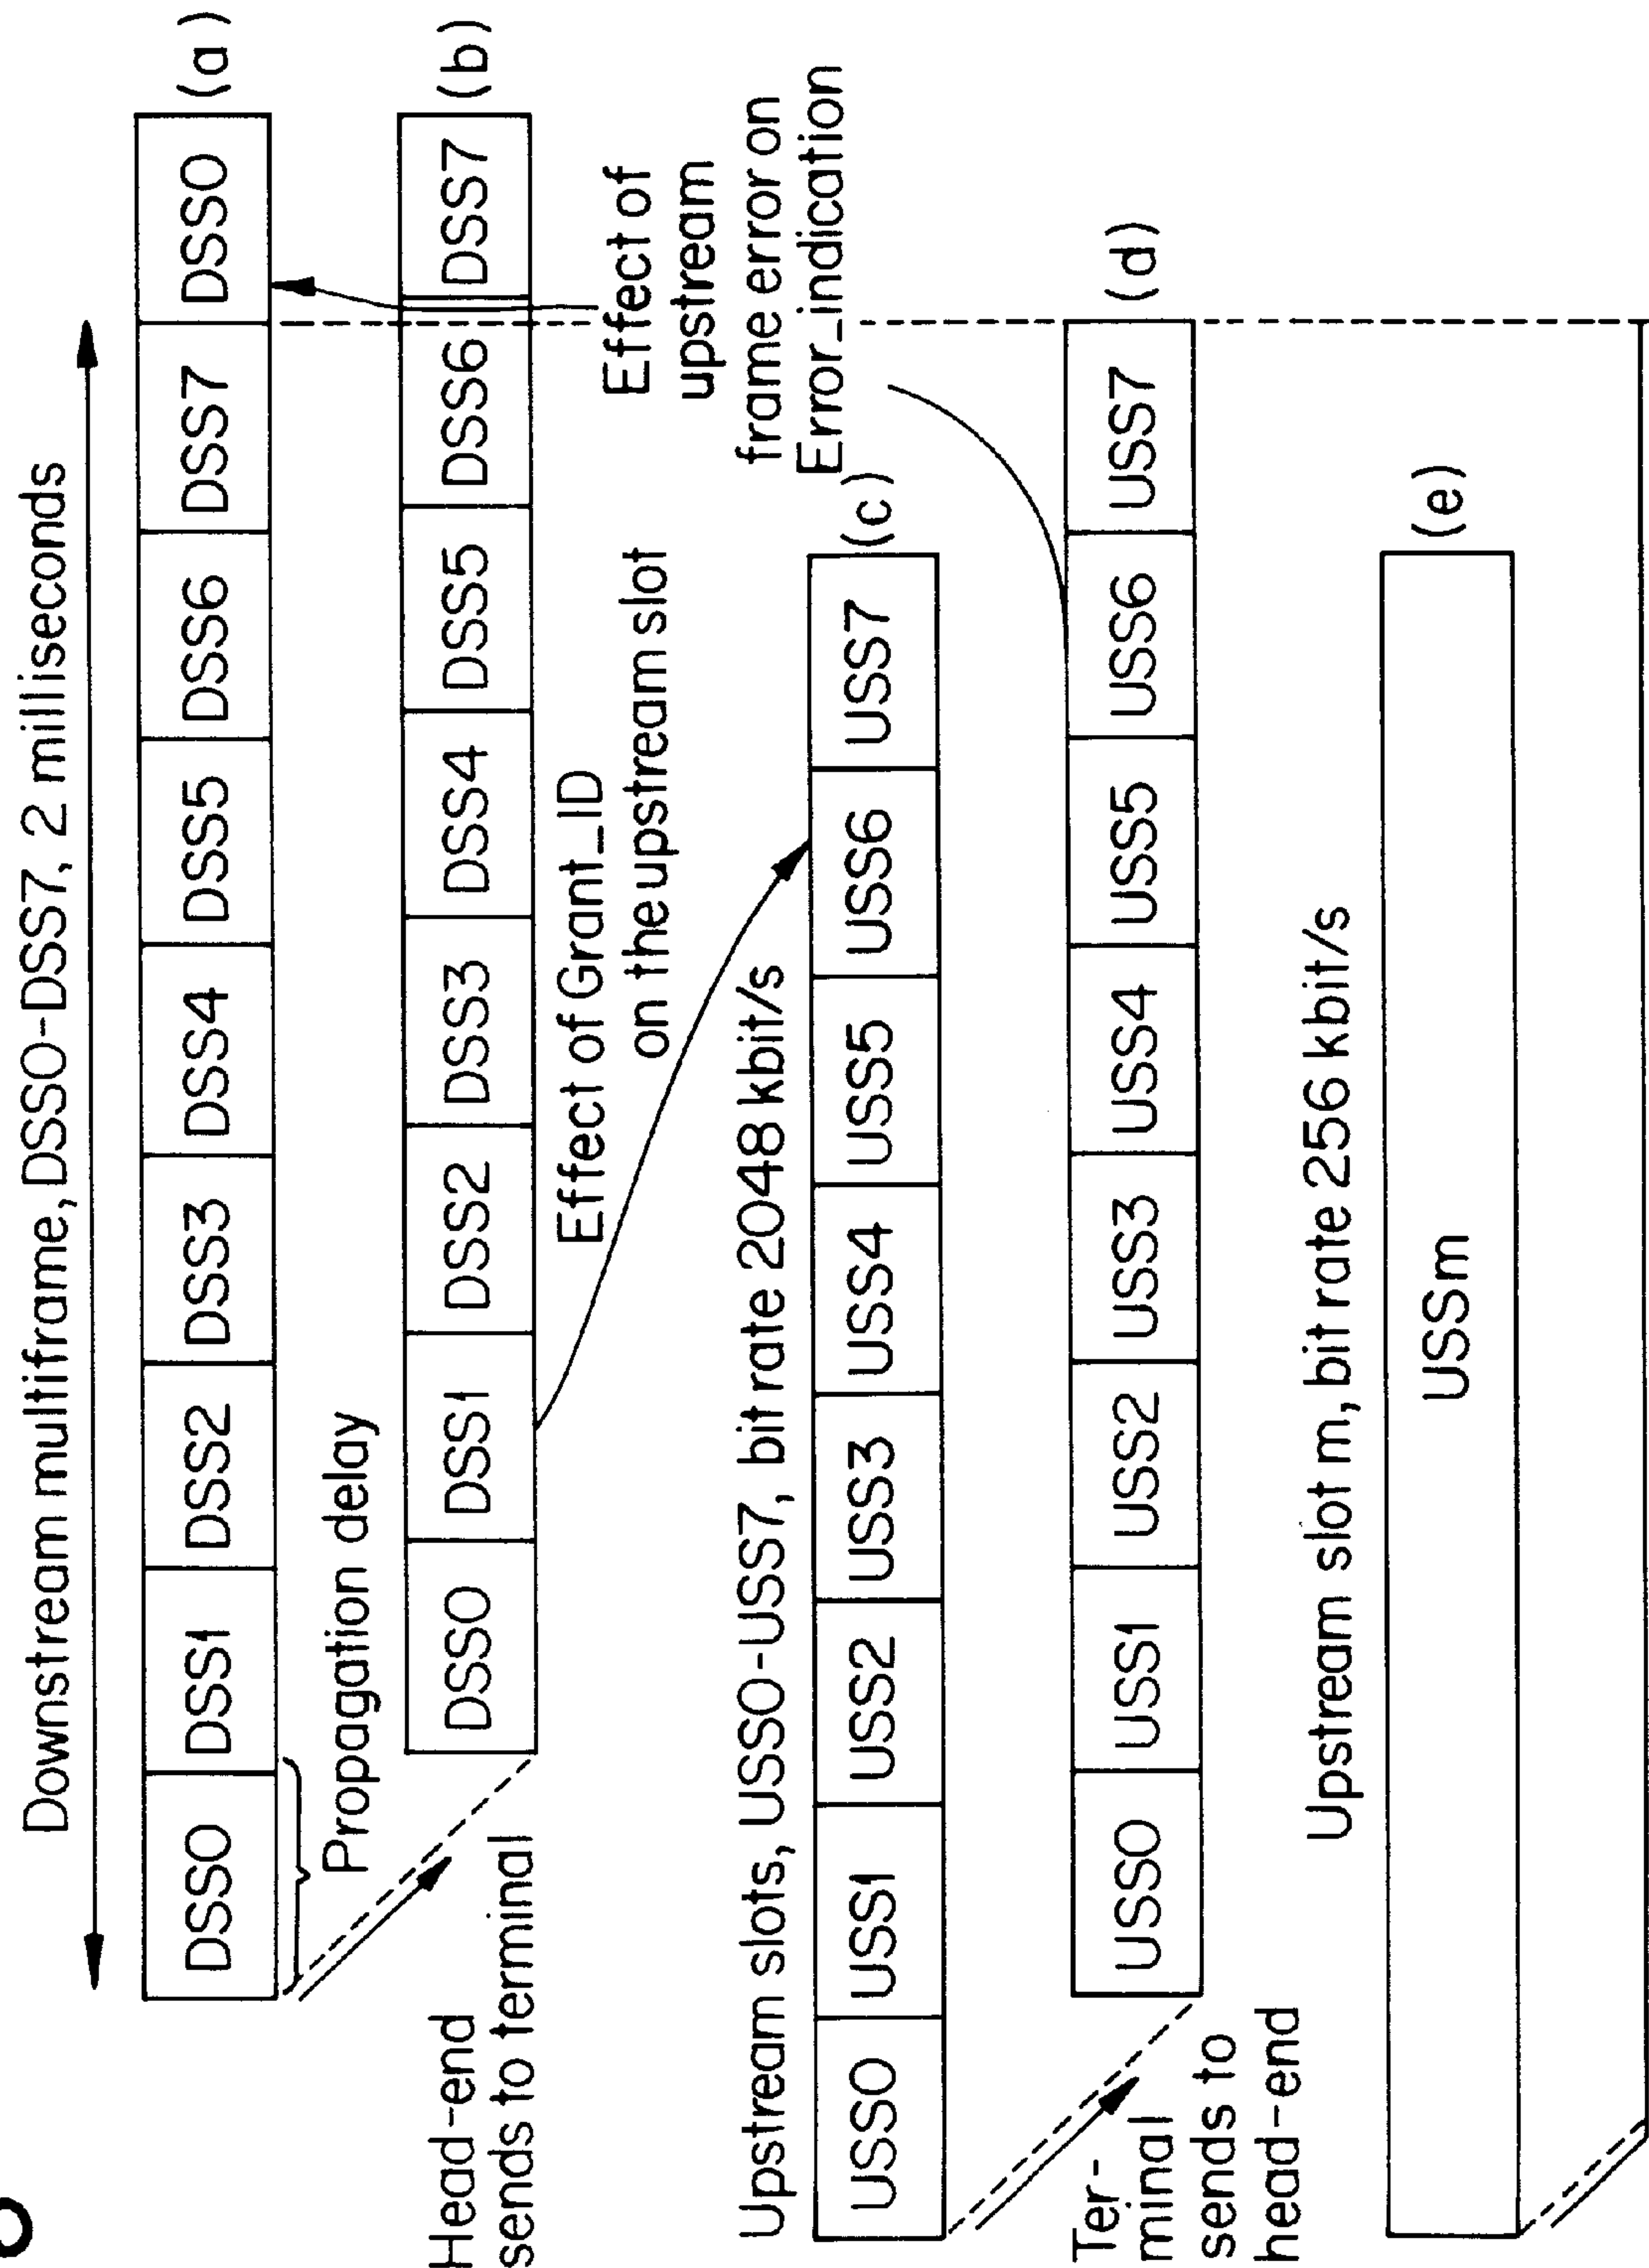 Downstream multiframe, DSS0-DSS7, 2 milliseconds
DSS0 DSS1 DSS2 DSS3 DSS4 DSS5 DSS6 DSS7 DSS0 (a)
Propagation delay
Head-end
sends to terminal
DSS0 DSS1 DSS2 DSS3 DSS4 DSS5 DSS6 DSS7 (b)
Effect of Grant_ID
on the upstream slot
Effect of
upstream
frame error on
Error_indication
Upstream slots, USS0-USS7, bit rate 2048 kbit/s
USS0 USS1 USS2 USS3 USS4 USS5 USS6 USS7 (c)
Ter-
minal
sends to
head-end
USS0 USS1 USS2 USS3 USS4 USS5 USS6 USS7 (d)
Upstream slot m, bit rate 256 kbit/s
USSm (e)